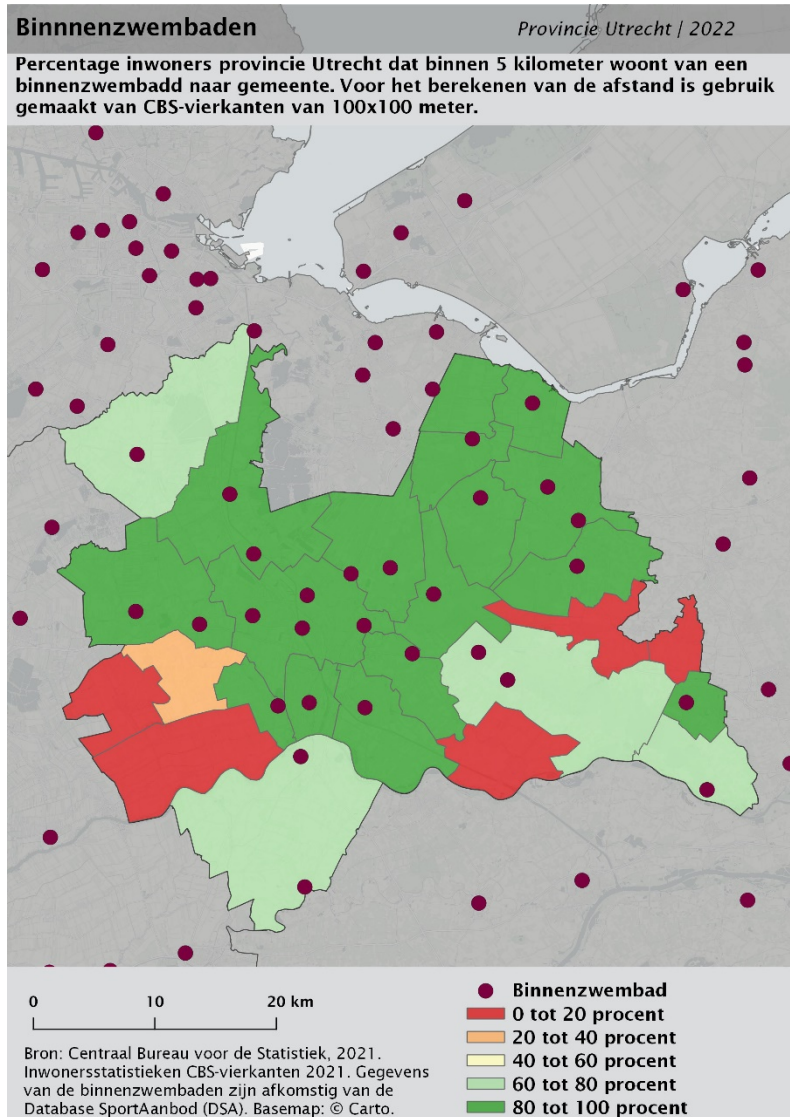 Binnnenzwembaden
Provincie Utrecht / 2022
Percentage inwoners provincie Utrecht dat binnen 5 kilometer woont van een
binnenzwembadd naar gemeente. Voor het berekenen van de afstand is gebruik
gemaakt van CBS-vierkanten van 100x100 meter.
0 10 20 km
Bron: Centraal Bureau voor de Statistiek, 2021.
Inwonersstatistieken CBS-vierkanten 2021. Gegevens
van de binnenzwembaden zijn afkomstig van de
Database SportAanbod (DSA). Basemap: © Carto.
Binnenzwembad
0 tot 20 procent
20 tot 40 procent
40 tot 60 procent
60 tot 80 procent
80 tot 100 procent